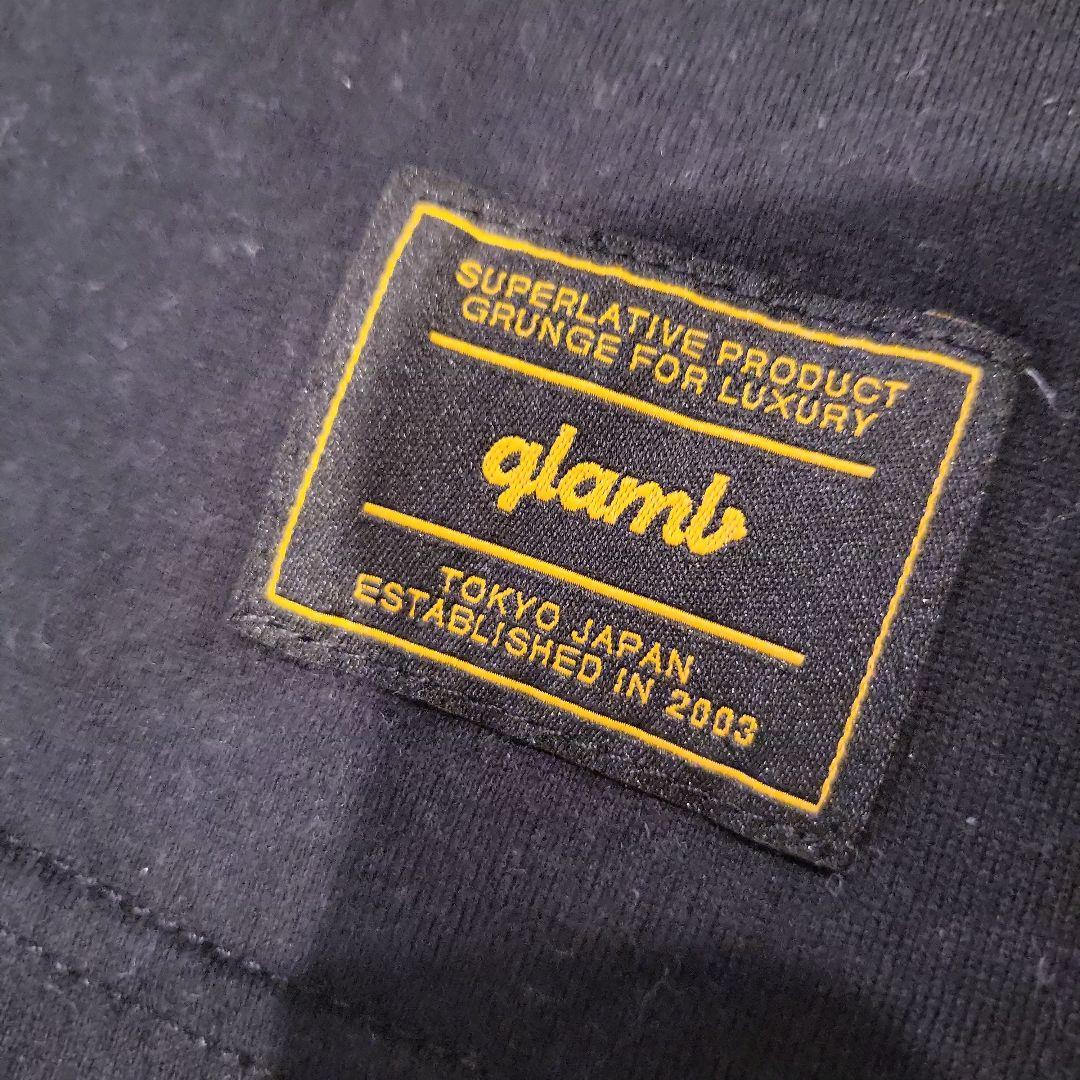 SUPERLATIVE PRODUCT
GRUNGE FOR LUXURY
glamb
TOKYO JAPAN
ESTABLISHED IN 2003